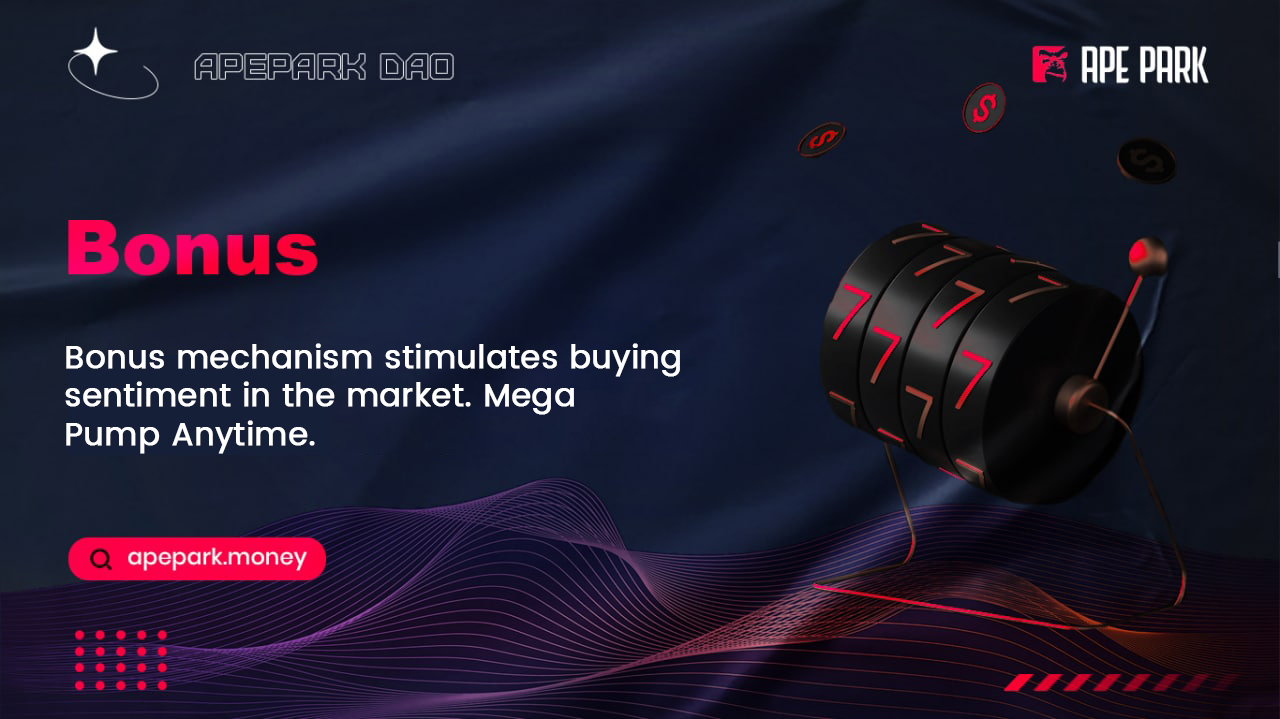 APEPARK DAO
APE PARK
Bonus
Bonus mechanism stimulates buying
sentiment in the market. Mega
Pump Anytime.
apepark.money